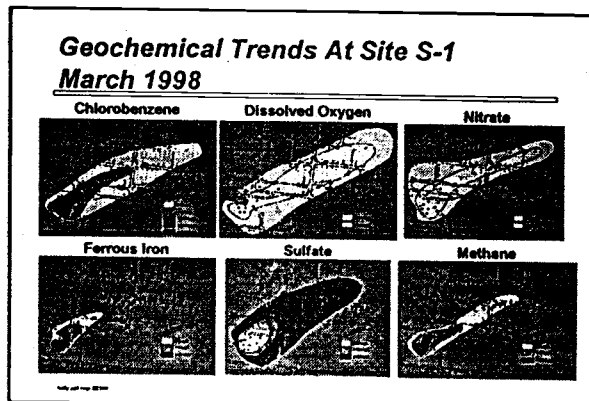 Geochemical Trends At Site S-1
March 1998
Chlorobenzene Dissolved Oxygen Nitrate
Ferrous Iron Sulfate Methane